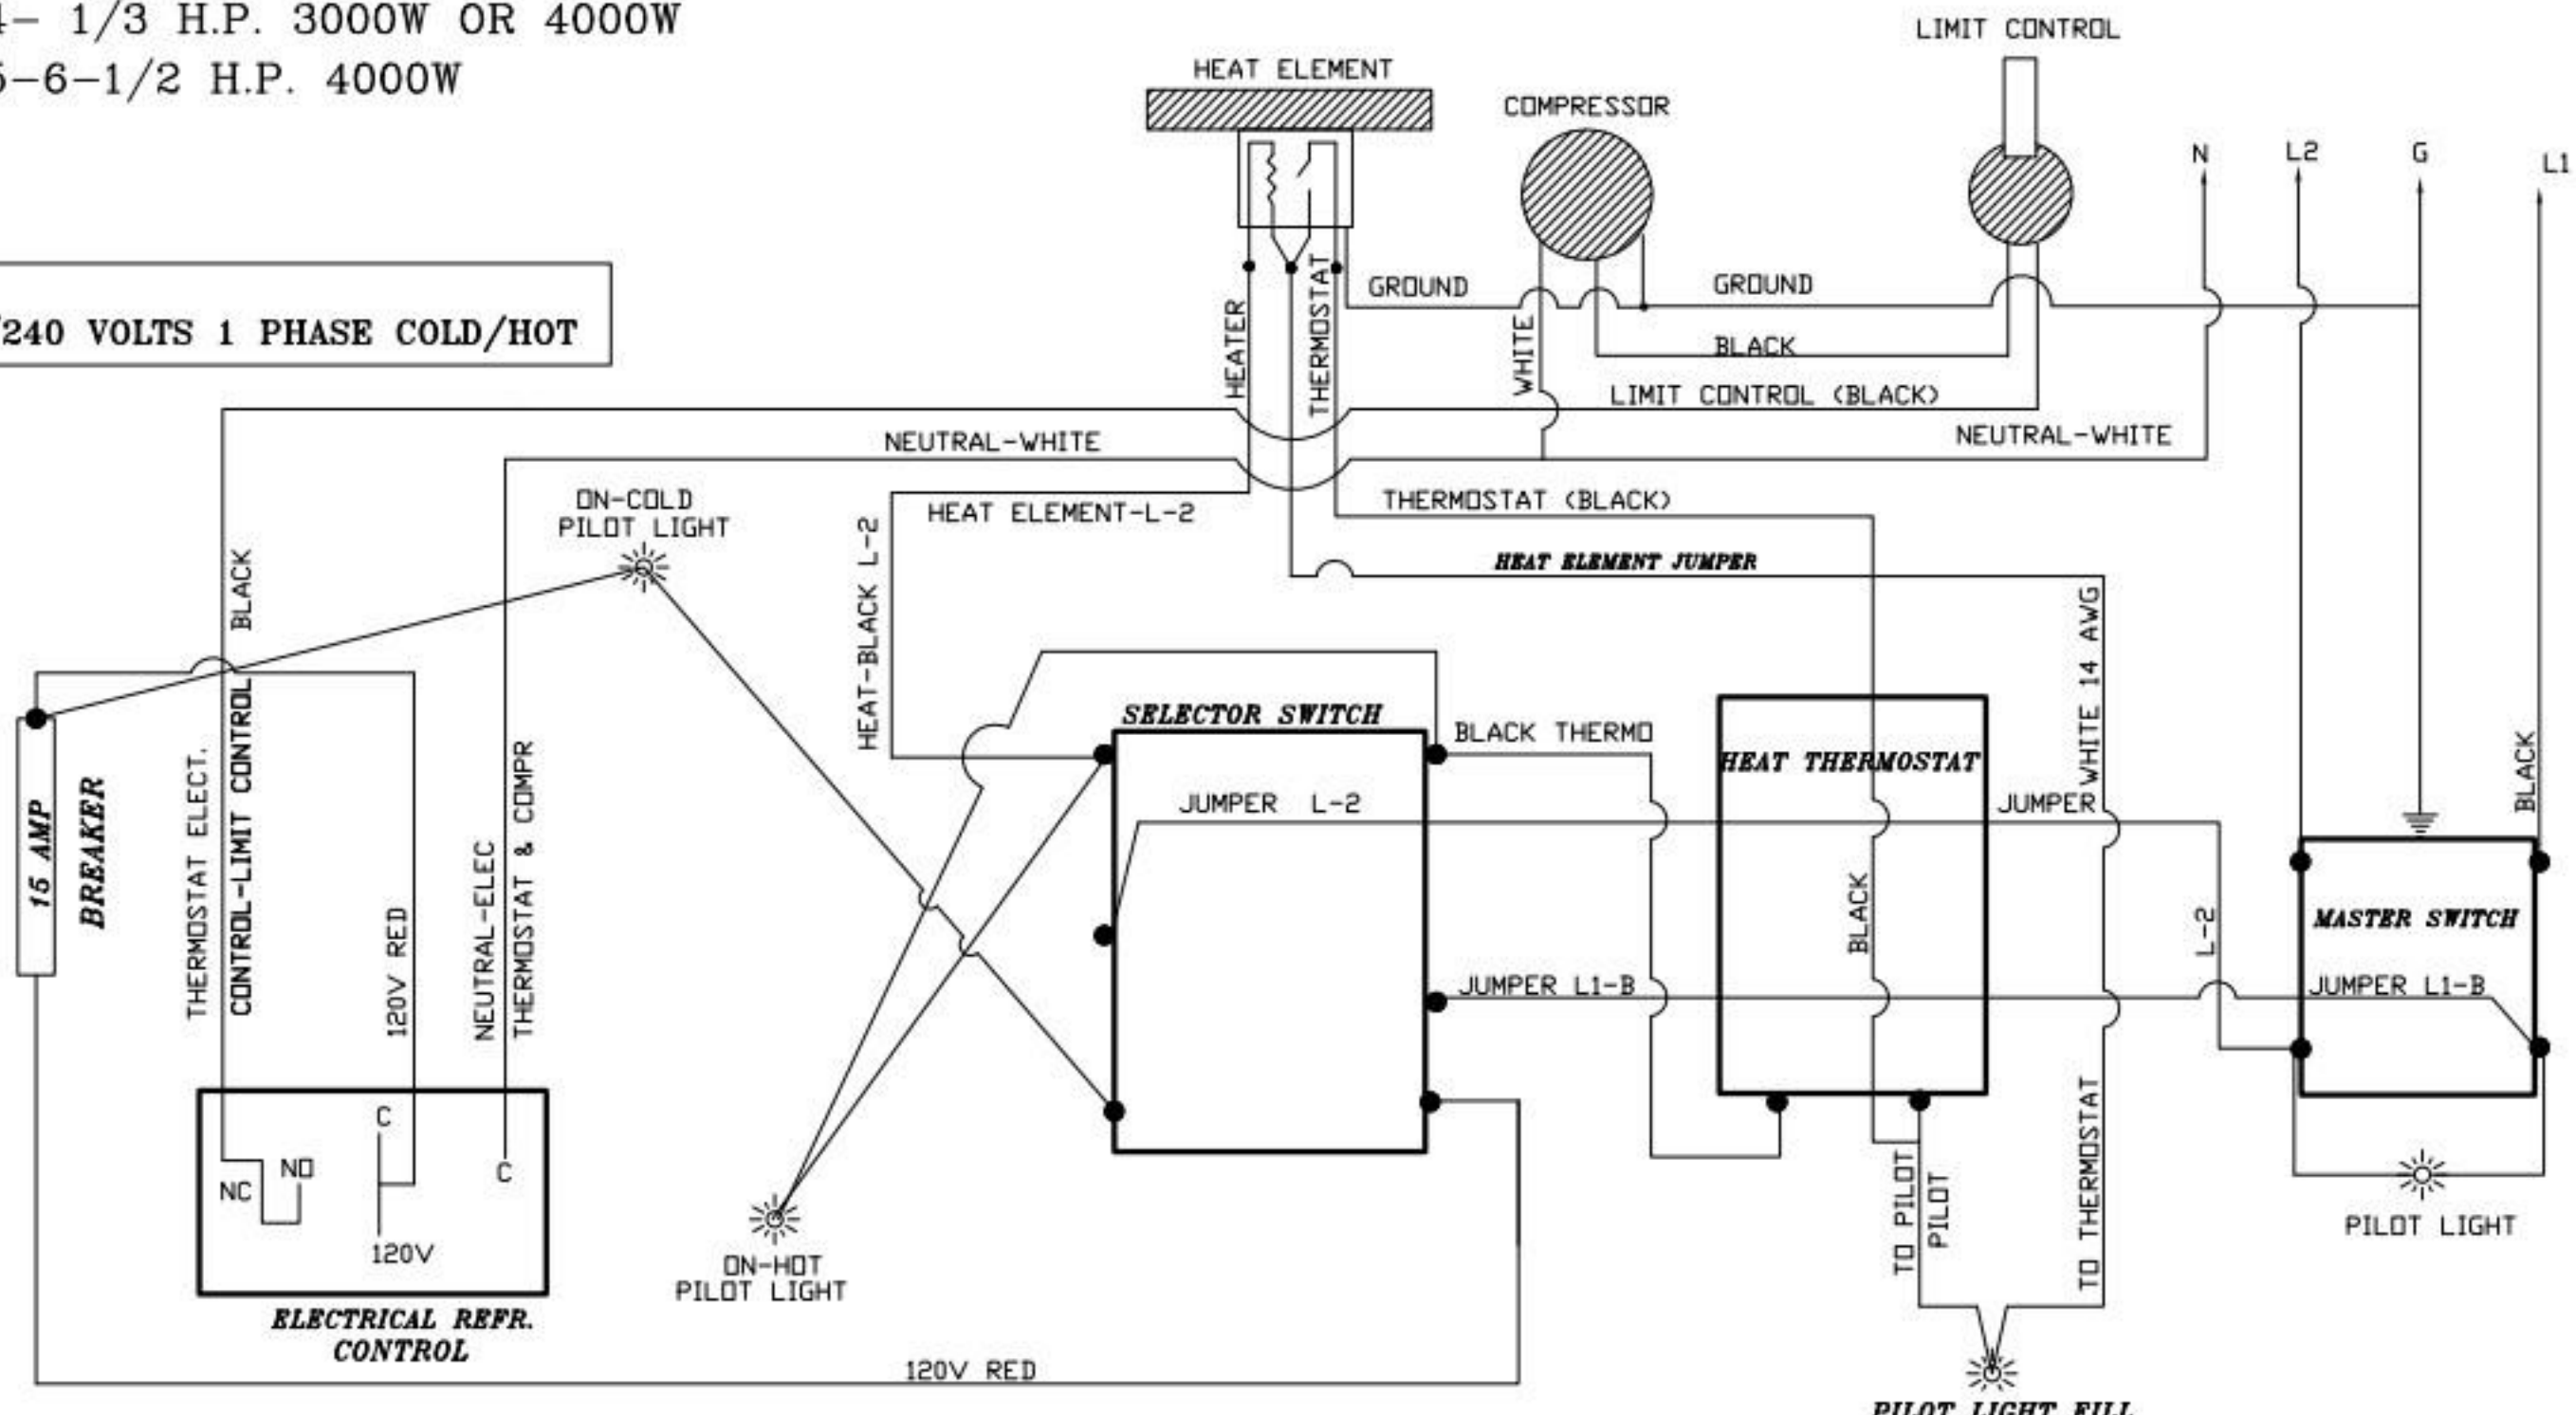 4- 1/3 H.P. 3000W OR 4000W
5-6-1/2 H.P. 4000W
/240 VOLTS 1 PHASE COLD/HOT
HEAT ELEMENT
COMPRESSOR
LIMIT CONTROL
N
L2
G
L1
HEATER
THERMOSTAT
GROUND
GROUND
WHITE
BLACK
LIMIT CONTROL (BLACK)
NEUTRAL-WHITE
NEUTRAL-WHITE
ON-COLD
PILOT LIGHT
HEAT ELEMENT-L-2
THERMOSTAT (BLACK)
HEAT-BLACK L-2
HEAT ELEMENT JUMPER
WHITE 14 AWG
BLACK
THERMOSTAT ELECT.
CONTROL-LIMIT CONTROL
15 AMP
BREAKER
120V RED
NEUTRAL-ELEC
THERMOSTAT & COMPR
SELECTOR SWITCH
BLACK THERMO
JUMPER L-2
HEAT THERMOSTAT
JUMPER
BLACK
BLACK
L-2
MASTER SWITCH
JUMPER L1-B
JUMPER L1-B
C
NO
NC
C
120V
ELECTRICAL REFR.
CONTROL
ON-HOT
PILOT LIGHT
TO PILOT
PILOT
TO THERMOSTAT
PILOT LIGHT
120V RED
PILOT LIGHT FILL